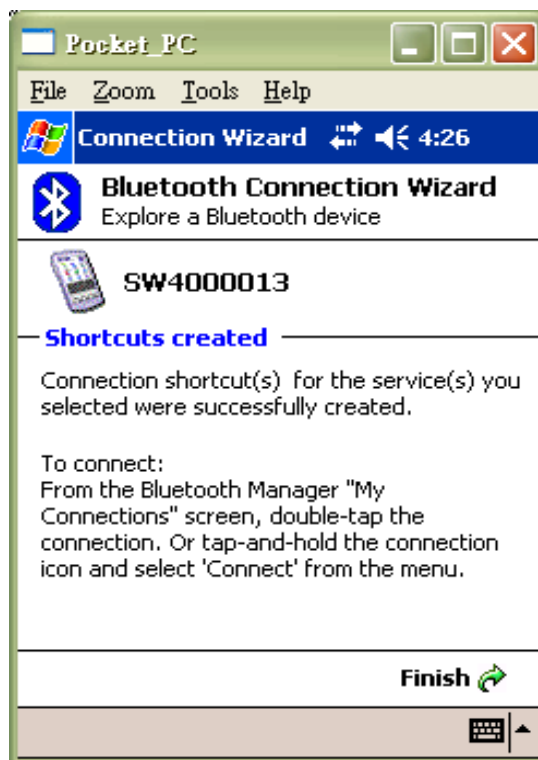 Pocket_PC
File Zoom Tools Help
Connection Wizard 4:26
Bluetooth Connection Wizard
Explore a Bluetooth device
SW4000013
Shortcuts created
Connection shortcut(s) for the service(s) you
selected were successfully created.
To connect:
From the Bluetooth Manager "My
Connections" screen, double-tap the
connection. Or tap-and-hold the connection
icon and select 'Connect' from the menu.
Finish